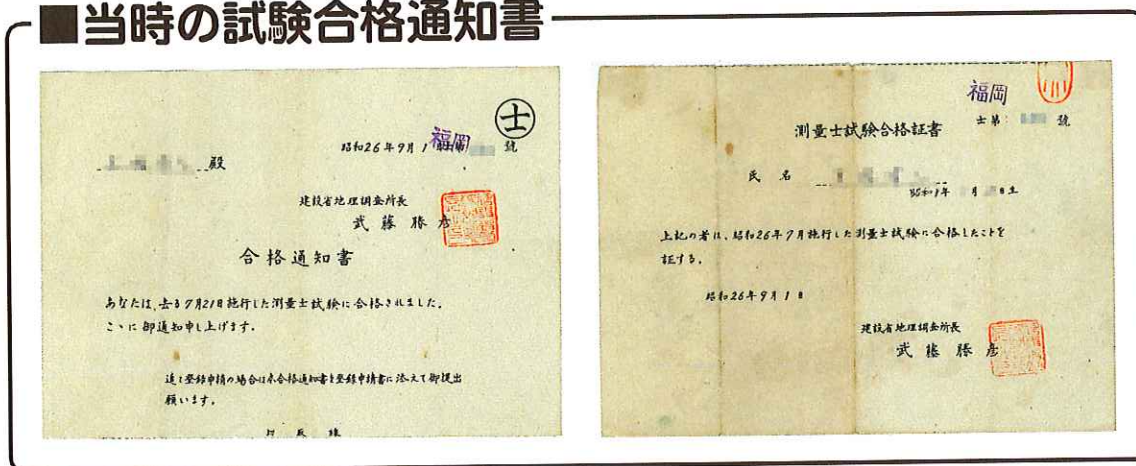 ■当時の試験合格通知書
士
福岡
昭和26年9月1 號
殿
建設省地理調査所長
武藤勝彦
合格通知書
あなたは、去る7月21日施行した測量士試験に合格されました。
こゝに御通知申し上げます。
追て登録申請の場合は本合格通知書を登録申請書に添えて御提出
願います。
福岡
士第 號
測量士試験合格証書
氏名
昭和1年 月 日生
上記の者は、昭和26年7月施行した測量士試験に合格したことを
証する。
昭和26年9月1日
建設省地理調査所長
武藤勝彦